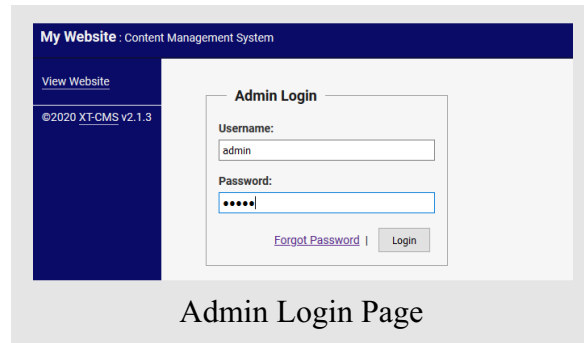 My Website : Content Management System
View Website
©2020 XT-CMS v2.1.3
Admin Login
Username:
admin
Password:
•••••
Forgot Password | Login
Admin Login Page